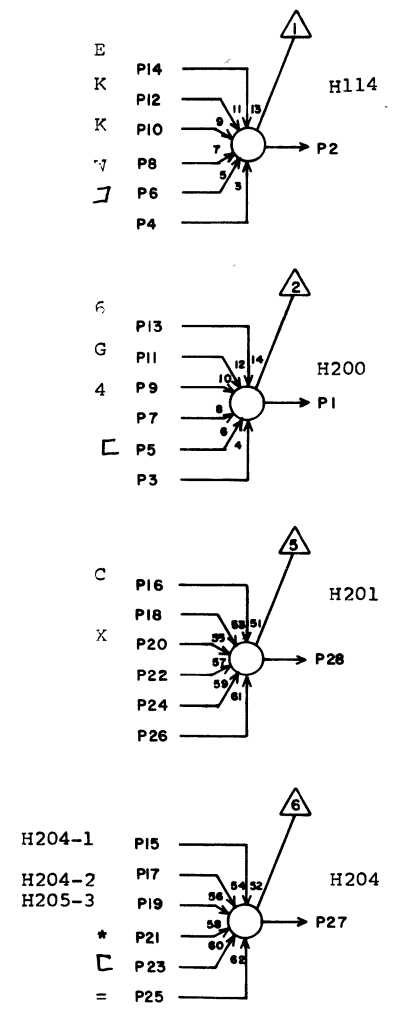 1
H114
E
P14
K
P12
11 13
K
P10
9
7
P2
P8
5
P6
3
P4
2
6
P13
H200
G
P11
12 14
4
P9
10
P1
P7
8
C P5
6
4
P3
5
C
P16
H201
P18
53 51
X
P20
55
57
P28
P22
59
P24
61
P26
6
H204-1
P15
H204-2
P17
54 52
H204
H205-3
P19
56
P27
* P21
58
C P23
60
62
= P25